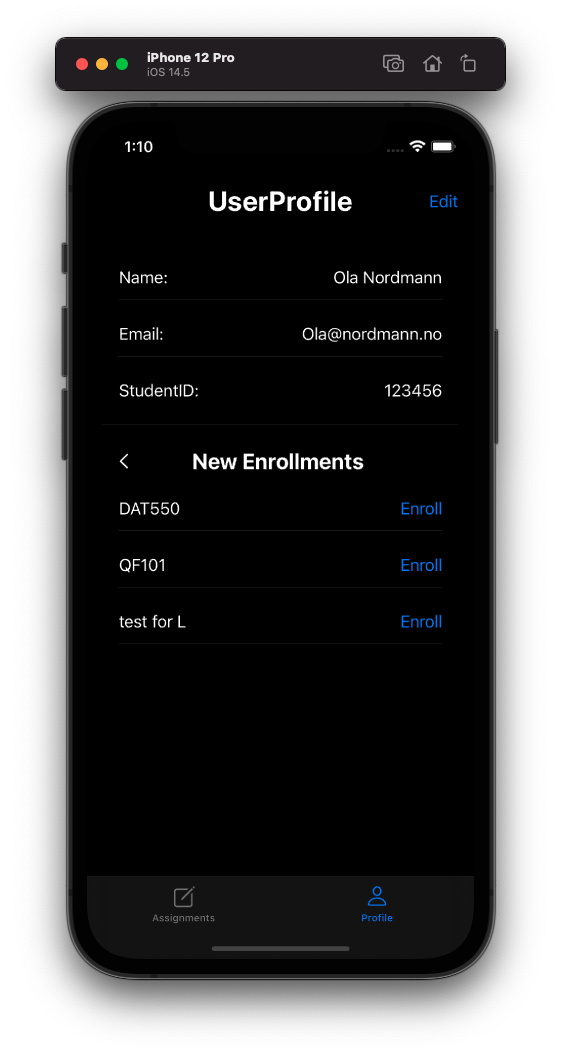 iPhone 12 Pro
iOS 14.5
1:10
UserProfile Edit
Name: Ola Nordmann
Email: Ola@nordmann.no
StudentID: 123456
New Enrollments
DAT550 Enroll
QF101 Enroll
test for L Enroll
Assignments Profile